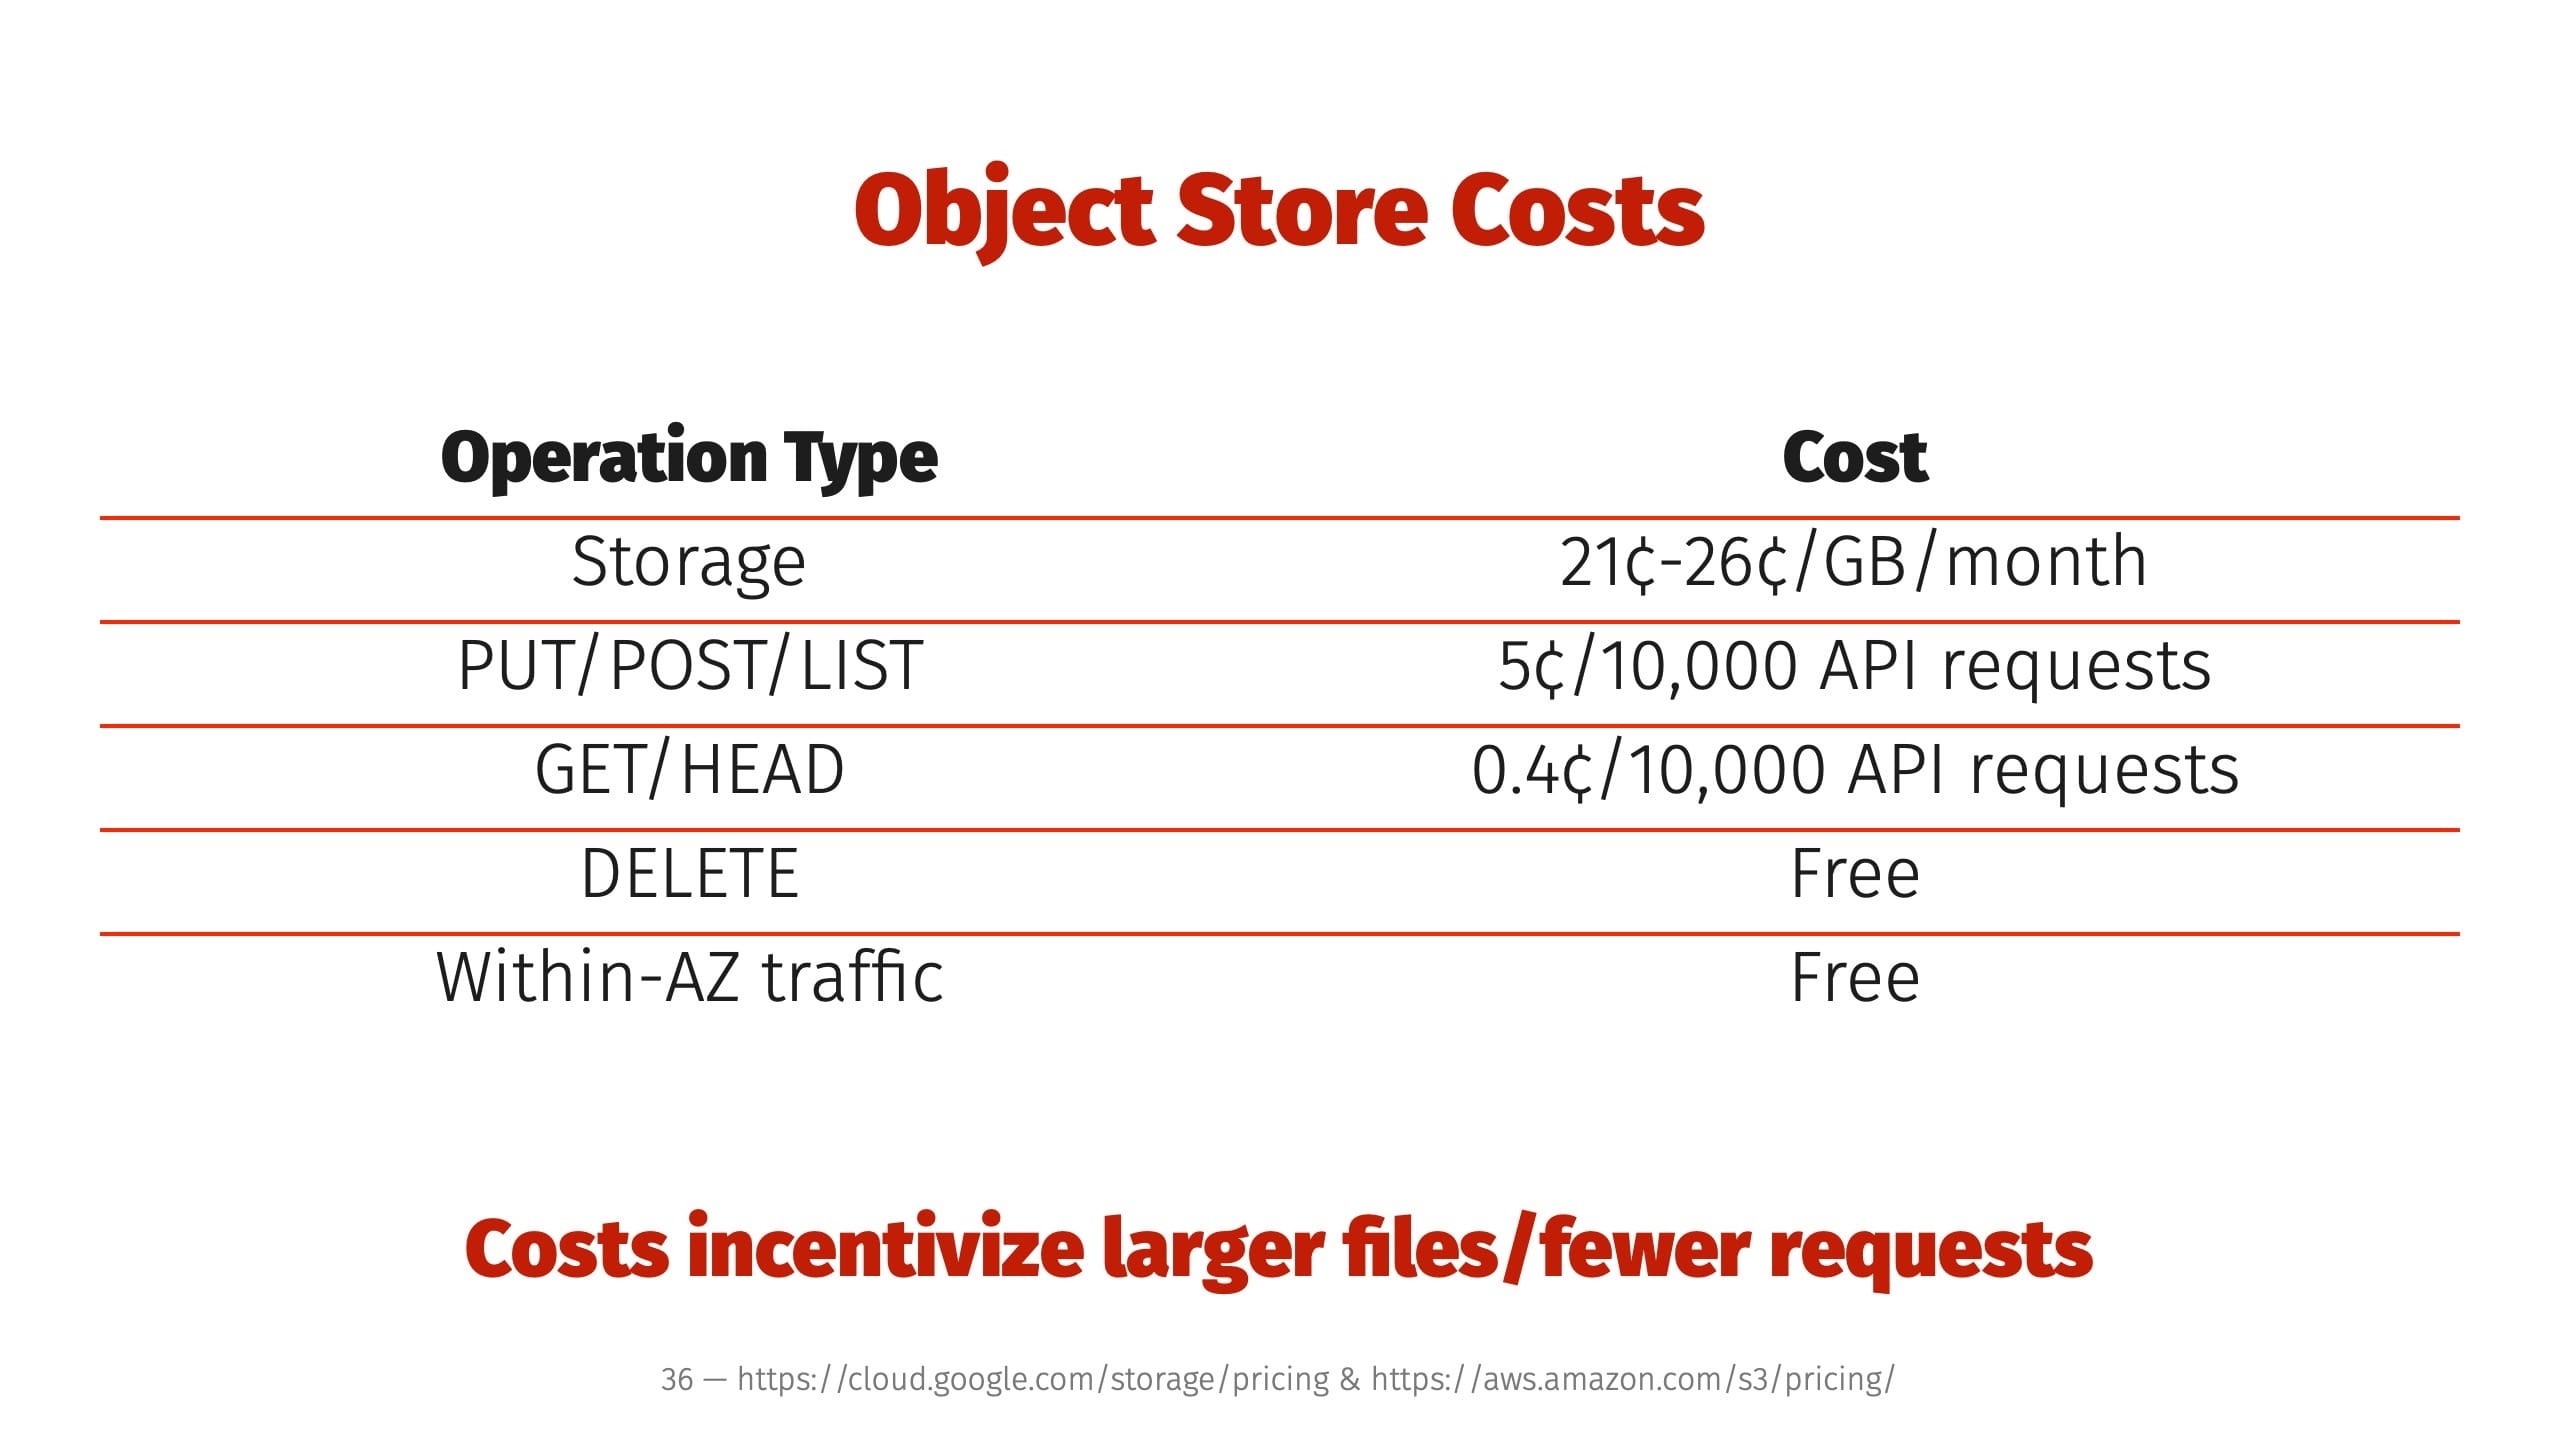 Object Store Costs
Operation Type Cost
Storage 21¢-26¢/GB/month
PUT/POST/LIST 5¢/10,000 API requests
GET/HEAD 0.4¢/10,000 API requests
DELETE Free
Within-AZ traffic Free
Costs incentivize larger files/fewer requests
36 — https://cloud.google.com/storage/pricing & https://aws.amazon.com/s3/pricing/